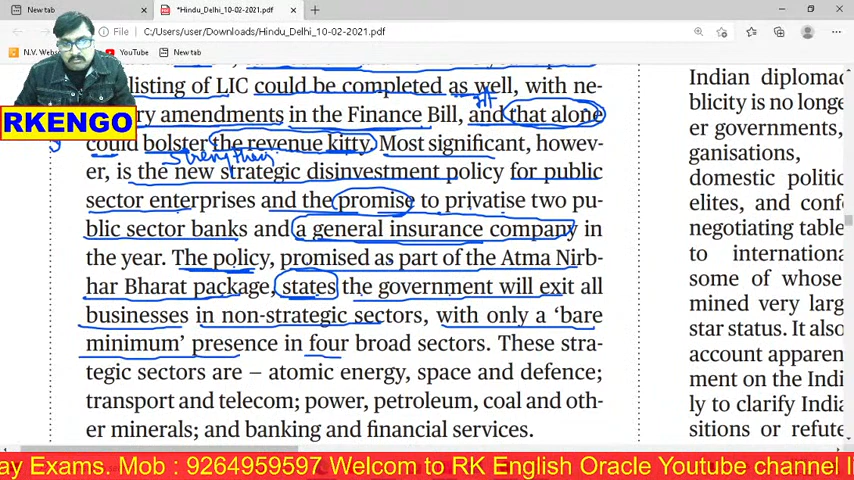 New tab
*Hindu_Delhi_10-02-2021.pdf
File | C:/Users/user/Downloads/Hindu_Delhi_10-02-2021.pdf
N.V. Webs
YouTube
New tab
RKENGO
listing of LIC could be completed as well, with ne-
ry amendments in the Finance Bill, and that alone
could bolster the revenue kitty. Most significant, howev-
strengthen
er, is the new strategic disinvestment policy for public
sector enterprises and the promise to privatise two pu-
blic sector banks and a general insurance company in
the year. The policy, promised as part of the Atma Nirb-
har Bharat package, states the government will exit all
businesses in non-strategic sectors, with only a ‘bare
minimum’ presence in four broad sectors. These stra-
tegic sectors are — atomic energy, space and defence;
transport and telecom; power, petroleum, coal and oth-
er minerals; and banking and financial services.
Indian diplomac
blicity is no longe
er governments,
ganisations,
domestic politic
elites, and conf
negotiating table
to internationa
some of whose
mined very larg
star status. It also
account apparen
ment on the Indi
ly to clarify India
sitions or refute
ay Exams. Mob : 9264959597 Welcom to RK English Oracle Youtube channel I